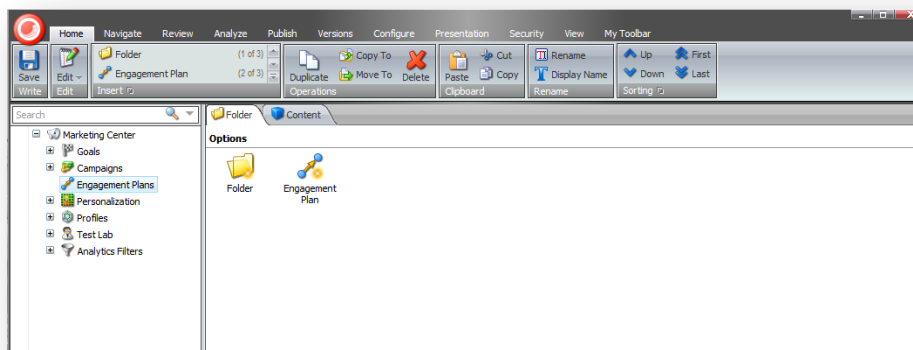 Home Navigate Review Analyze Publish Versions Configure Presentation Security View My Toolbar
Folder (1 of 3) Copy To Cut Rename Up First
Engagement Plan (2 of 3) Move To Copy Display Name Down Last
Save Edit Duplicate Delete Paste
Write Edit Insert Operations Clipboard Rename Sorting
Search Folder Content
Marketing Center
Options
Goals
Campaigns
Engagement Plans
Personalization
Profiles
Test Lab
Analytics Filters
Folder
Engagement
Plan